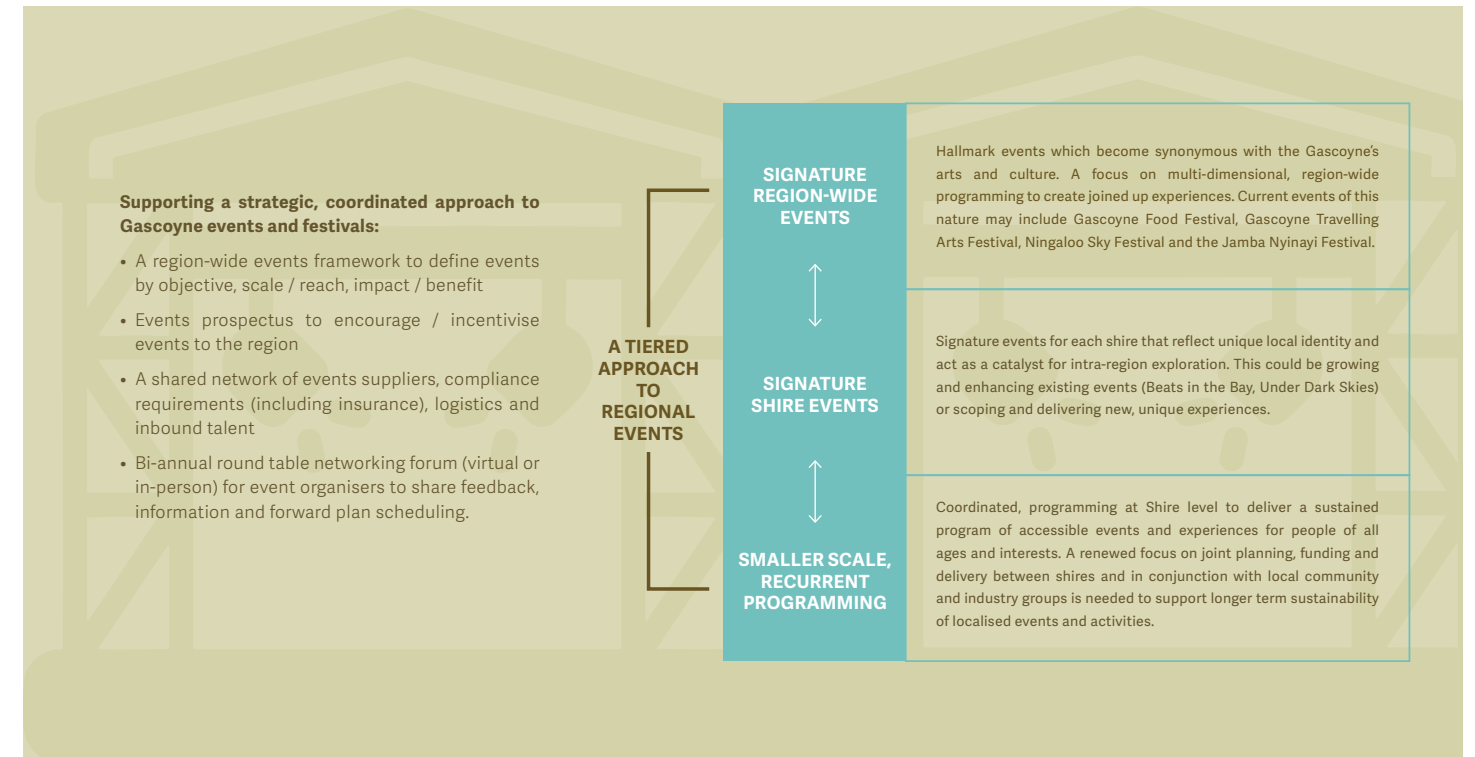 Supporting a strategic, coordinated approach to
Gascoyne events and festivals:
• A region-wide events framework to define events
by objective, scale / reach, impact / benefit
• Events prospectus to encourage / incentivise
events to the region
• A shared network of events suppliers, compliance
requirements (including insurance), logistics and
inbound talent
• Bi-annual round table networking forum (virtual or
in-person) for event organisers to share feedback,
information and forward plan scheduling.
A TIERED
APPROACH
TO
REGIONAL
EVENTS
SIGNATURE
REGION-WIDE
EVENTS
Hallmark events which become synonymous with the Gascoyne's
arts and culture. A focus on multi-dimensional, region-wide
programming to create joined up experiences. Current events of this
nature may include Gascoyne Food Festival, Gascoyne Travelling
Arts Festival, Ningaloo Sky Festival and the Jamba Nyinayi Festival.
SIGNATURE
SHIRE EVENTS
Signature events for each shire that reflect unique local identity and
act as a catalyst for intra-region exploration. This could be growing
and enhancing existing events (Beats in the Bay, Under Dark Skies)
or scoping and delivering new, unique experiences.
SMALLER SCALE,
RECURRENT
PROGRAMMING
Coordinated, programming at Shire level to deliver a sustained
program of accessible events and experiences for people of all
ages and interests. A renewed focus on joint planning, funding and
delivery between shires and in conjunction with local community
and industry groups is needed to support longer term sustainability
of localised events and activities.